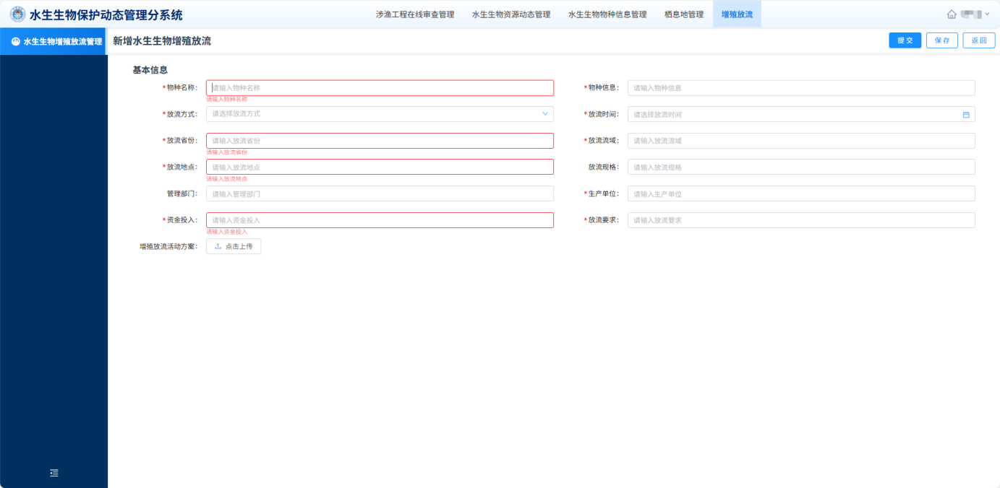 水生生物保护动态管理分系统
涉渔工程在线审查管理 水生生物资源动态管理 水生生物物种信息管理 栖息地管理 增殖放流
水生生物增殖放流管理
新增水生生物增殖放流
提交 保存 返回
基本信息
*物种名称: 请输入物种名称
请输入物种名称
*物种信息: 请输入物种信息
*放流方式: 请选择放流方式
*放流时间: 请选择放流时间
*放流省份: 请输入放流省份
请输入放流省份
*放流流域: 请输入放流流域
*放流地点: 请输入放流地点
请输入放流地点
放流规格: 请输入放流规格
管理部门: 请输入管理部门
*生产单位: 请输入生产单位
*资金投入: 请输入资金投入
请输入资金投入
*放流要求: 请输入放流要求
增殖放流活动方案: 点击上传